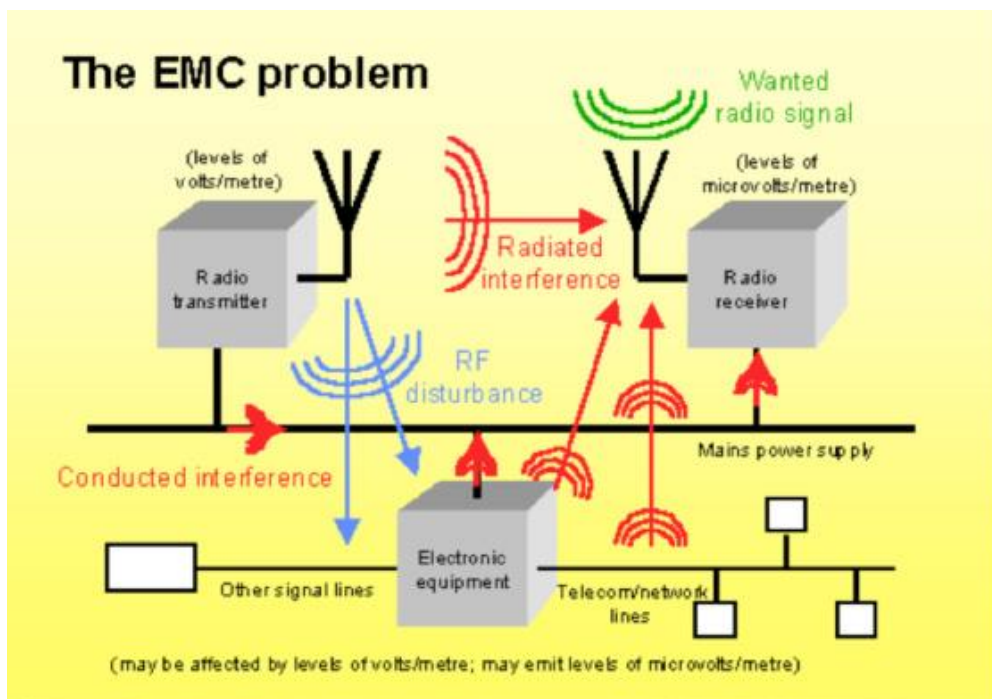 The EMC problem
Wanted
radio signal
(levels of
volts/metre)
(levels of
microvolts/metre)
Radio
transmitter
Radiated
interference
Radio
receiver
RF
disturbance
Mains power supply
Conducted interference
Electronic
equipment
Other signal lines
Telecom/network
lines
(may be affected by levels of volts/metre; may emit levels of microvolts/metre)